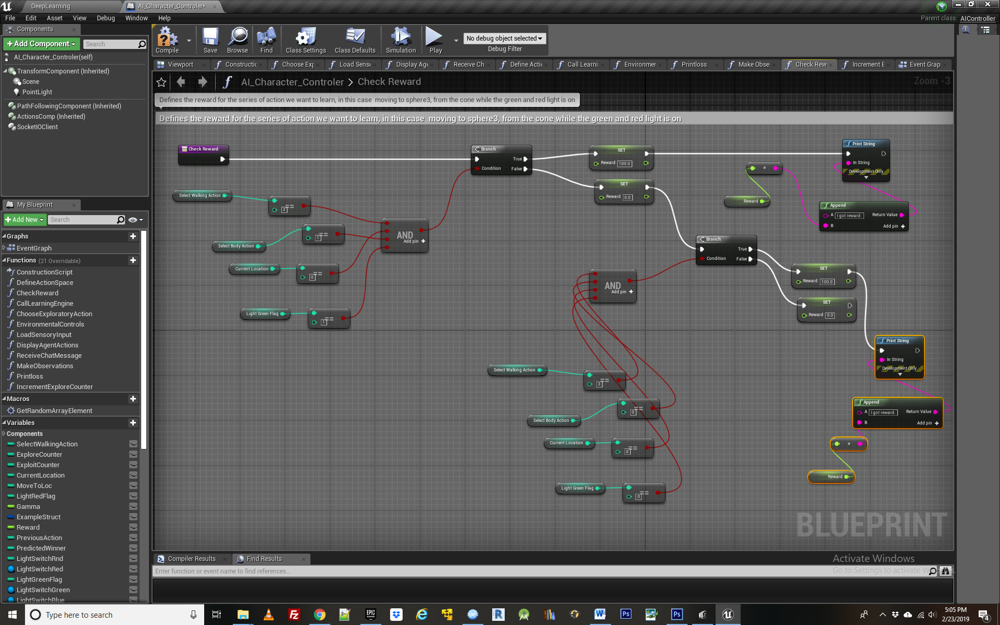 DeepLearning
AI_Character_Controler*
File Edit Asset View Debug Window Help
Parent class: AIController
Components
Add Component
Search
AI_Character_Controler(self)
TransformComponent (Inherited)
Scene
PointLight
PathFollowingComponent (Inherited)
ActionsComp (Inherited)
SocketIOClient
My Blueprint
Add New
Search
Graphs
EventGraph
Functions (21 Overridable)
ConstructionScript
DefineActionSpace
CheckReward
CallLearningEngine
ChooseExploratoryAction
EnvironmentalControls
LoadSensoryInput
DisplayAgentActions
ReceiveChatMessage
MakeObservations
Printloss
IncrementExploreCounter
Macros
GetRandomArrayElement
Variables
Components
SelectWalkingAction
ExploreCounter
ExploitCounter
CurrentLocation
MoveToLoc
LightRedFlag
Gamma
ExampleStruct
Reward
PreviousAction
PredictedWinner
LightSwitchRnd
LightSwitchRed
LightGreenFlag
LightSwitchGreen
LightSwitchBlue
Compile Save Browse Find Class Settings Class Defaults Simulation Play
No debug object selected
Debug Filter
Viewport Constructi Choose Ex Load Sens Display Ag Receive Ch Define Acti Call Learni Environmer Printloss Make Obse Check Rew Increment E Event Grap
AI_Character_Controler > Check Reward
Zoom -3
Defines the reward for the series of action we want to learn, in this case moving to sphere3, from the cone while the green and red light is on
Defines the reward for the series of action we want to learn, in this case moving to sphere3, from the cone while the green and red light is on
Check Reward
Branch
True
Condition False
SET
Reward 100.0
SET
Reward 0.0
Print String
In String
Development Only
Reward
Append
A I got reward: Return Value
B Add pin
Select Walking Action
== 3
Select Body Action
== 1
Current Location
== 0
Light Green Flag
== 1
AND
Add pin
Branch
True
Condition False
AND
Add pin
SET
Reward 100.0
SET
Reward 0.0
Print String
In String
Development Only
Append
A I got reward: Return Value
B Add pin
Reward
Select Walking Action
== 3
Select Body Action
== 0
Current Location
== 0
Light Green Flag
== 0
BLUEPRINT
Compiler Results
Find Results
Enter function or event name to find references...
Activate Windows
Go to Settings to activate Windows.
Type here to search
EPIC GAMES
5:05 PM
2/23/2019
4